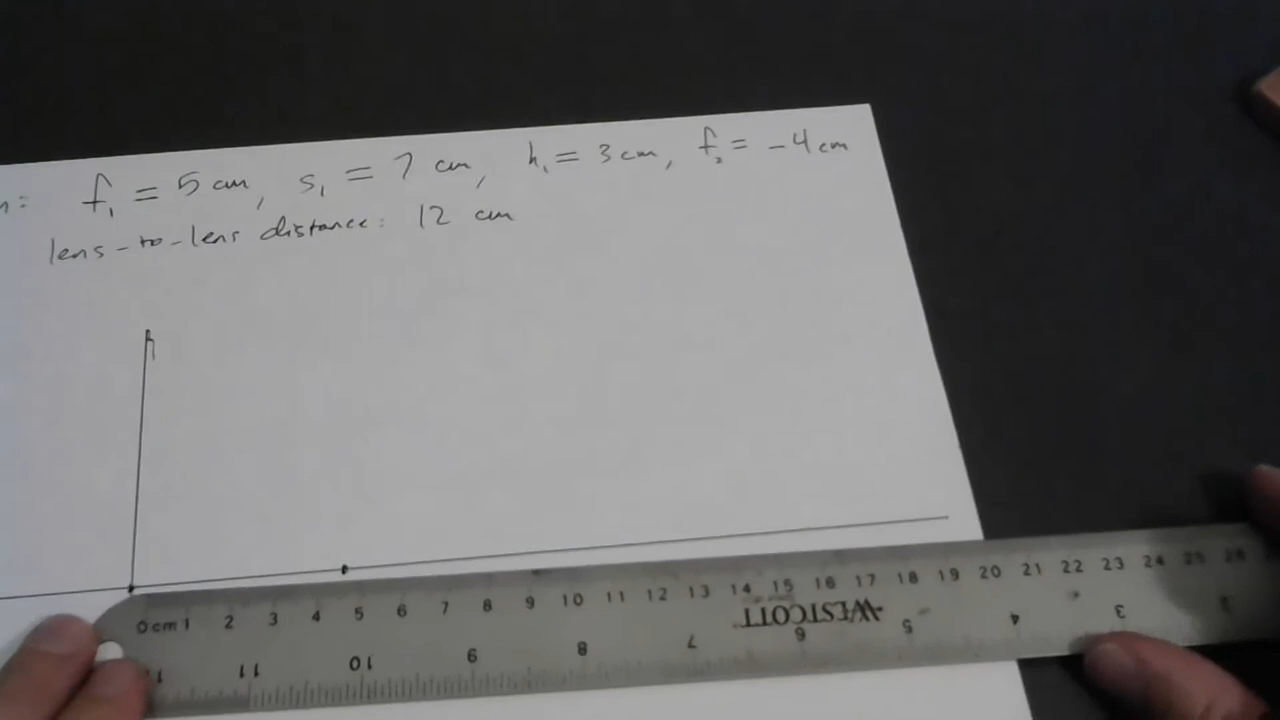 n: f₁ = 5 cm, s₁ = 7 cm, h₁ = 3 cm, f₂ = -4 cm
lens-to-lens distance: 12 cm
0 cm 1 2 3 4 5 6 7 8 9 10 11 12 13 14 15 16 17 18 19 20 21 22 23 24 25 26
WESTCOTT
11 10 9 8 7 6 5 4 3 2